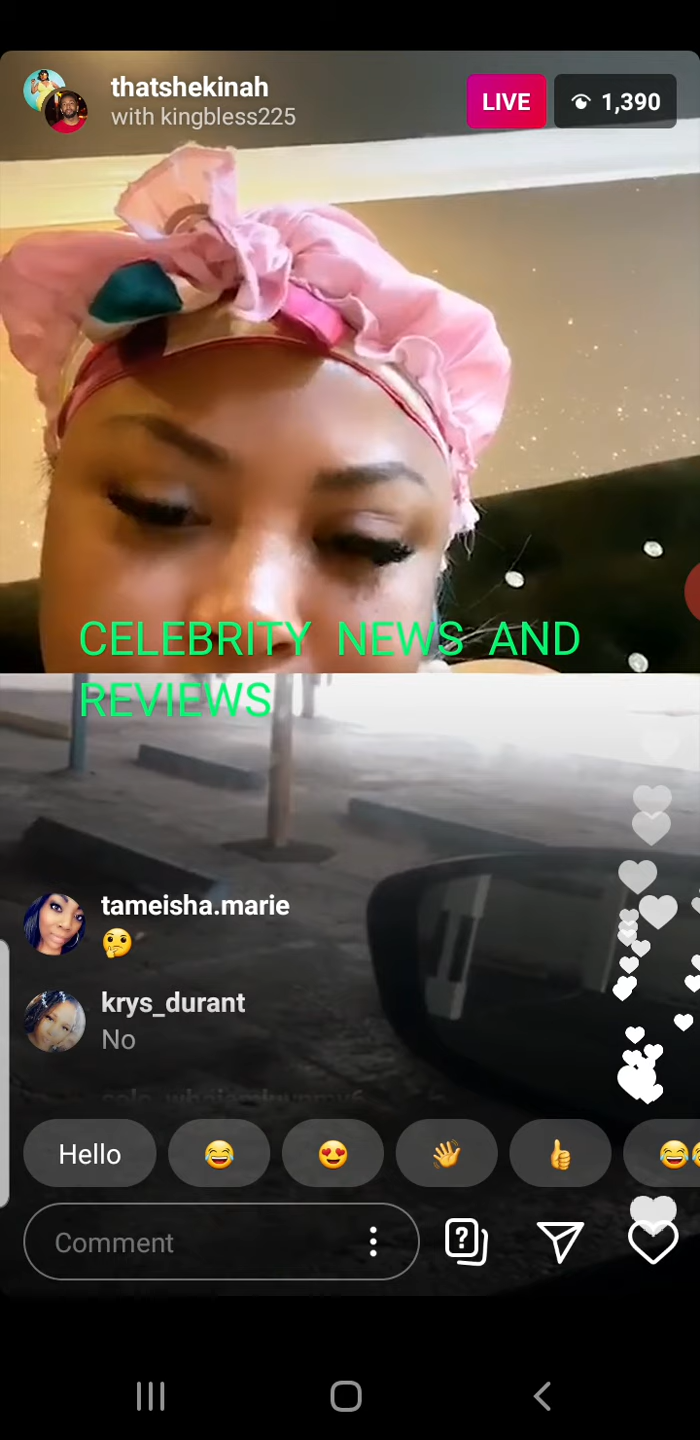 thatshekinah
with kingbless225
LIVE
1,390
CELEBRITY NEWS AND
REVIEWS
tameisha.marie
🤔
krys_durant
No
Hello 😂 😍 👋 👍 😂
Comment